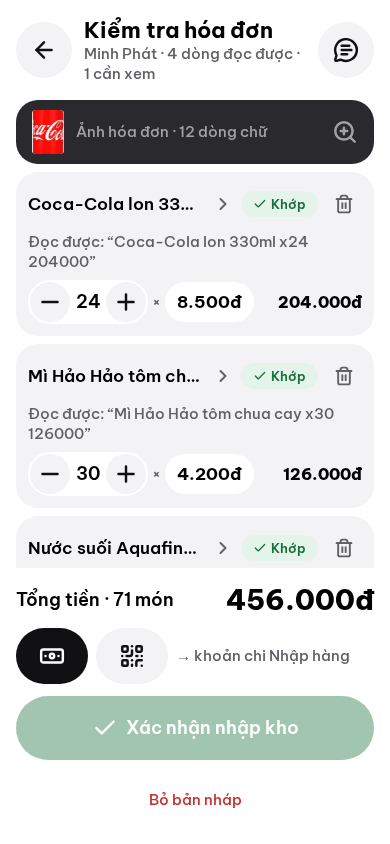 Kiểm tra hóa đơn
Minh Phát · 4 dòng đọc được ·
1 cần xem
Ảnh hóa đơn · 12 dòng chữ
Coca-Cola lon 33... Khớp
Đọc được: “Coca-Cola lon 330ml x24
204000”
24 × 8.500đ 204.000đ
Mì Hảo Hảo tôm ch... Khớp
Đọc được: “Mì Hảo Hảo tôm chua cay x30
126000”
30 × 4.200đ 126.000đ
Nước suối Aquafin... Khớp
Tổng tiền · 71 món 456.000đ
→ khoản chi Nhập hàng
Xác nhận nhập kho
Bỏ bản nháp